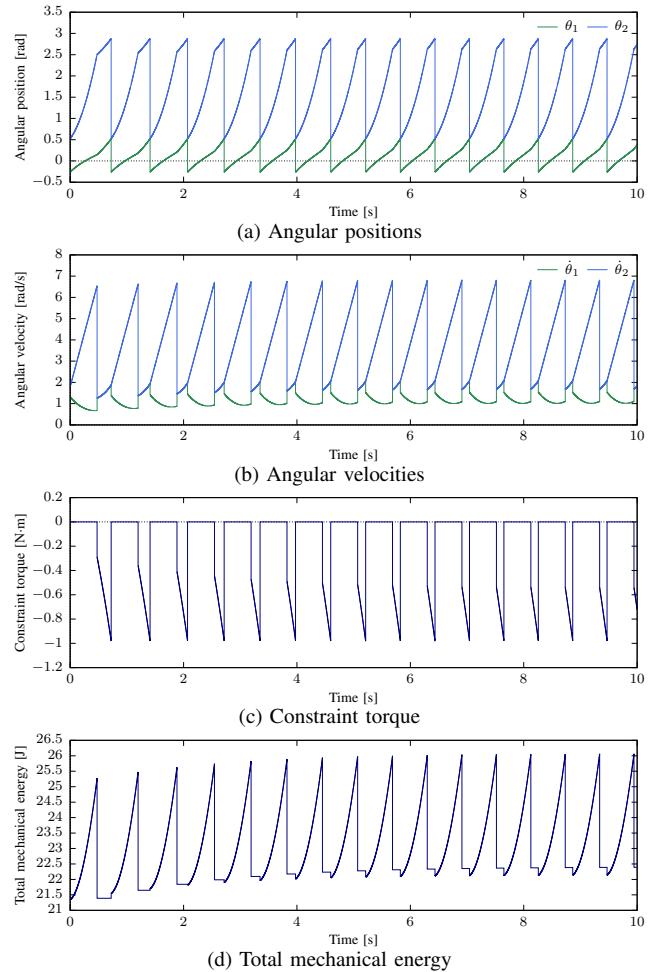 θ₁ θ₂
3.5
3
2.5
2
1.5
1
0.5
0
−0.5
Angular position [rad]
0 2 4 6 8 10
Time [s]
(a) Angular positions
θ̇₁ θ̇₂
8
7
6
5
4
3
2
1
0
Angular velocity [rad/s]
0 2 4 6 8 10
Time [s]
(b) Angular velocities
0.2
0
−0.2
−0.4
−0.6
−0.8
−1
−1.2
Constraint torque [N·m]
0 2 4 6 8 10
Time [s]
(c) Constraint torque
26.5
26
25.5
25
24.5
24
23.5
23
22.5
22
21.5
21
Total mechanical energy [J]
0 2 4 6 8 10
Time [s]
(d) Total mechanical energy